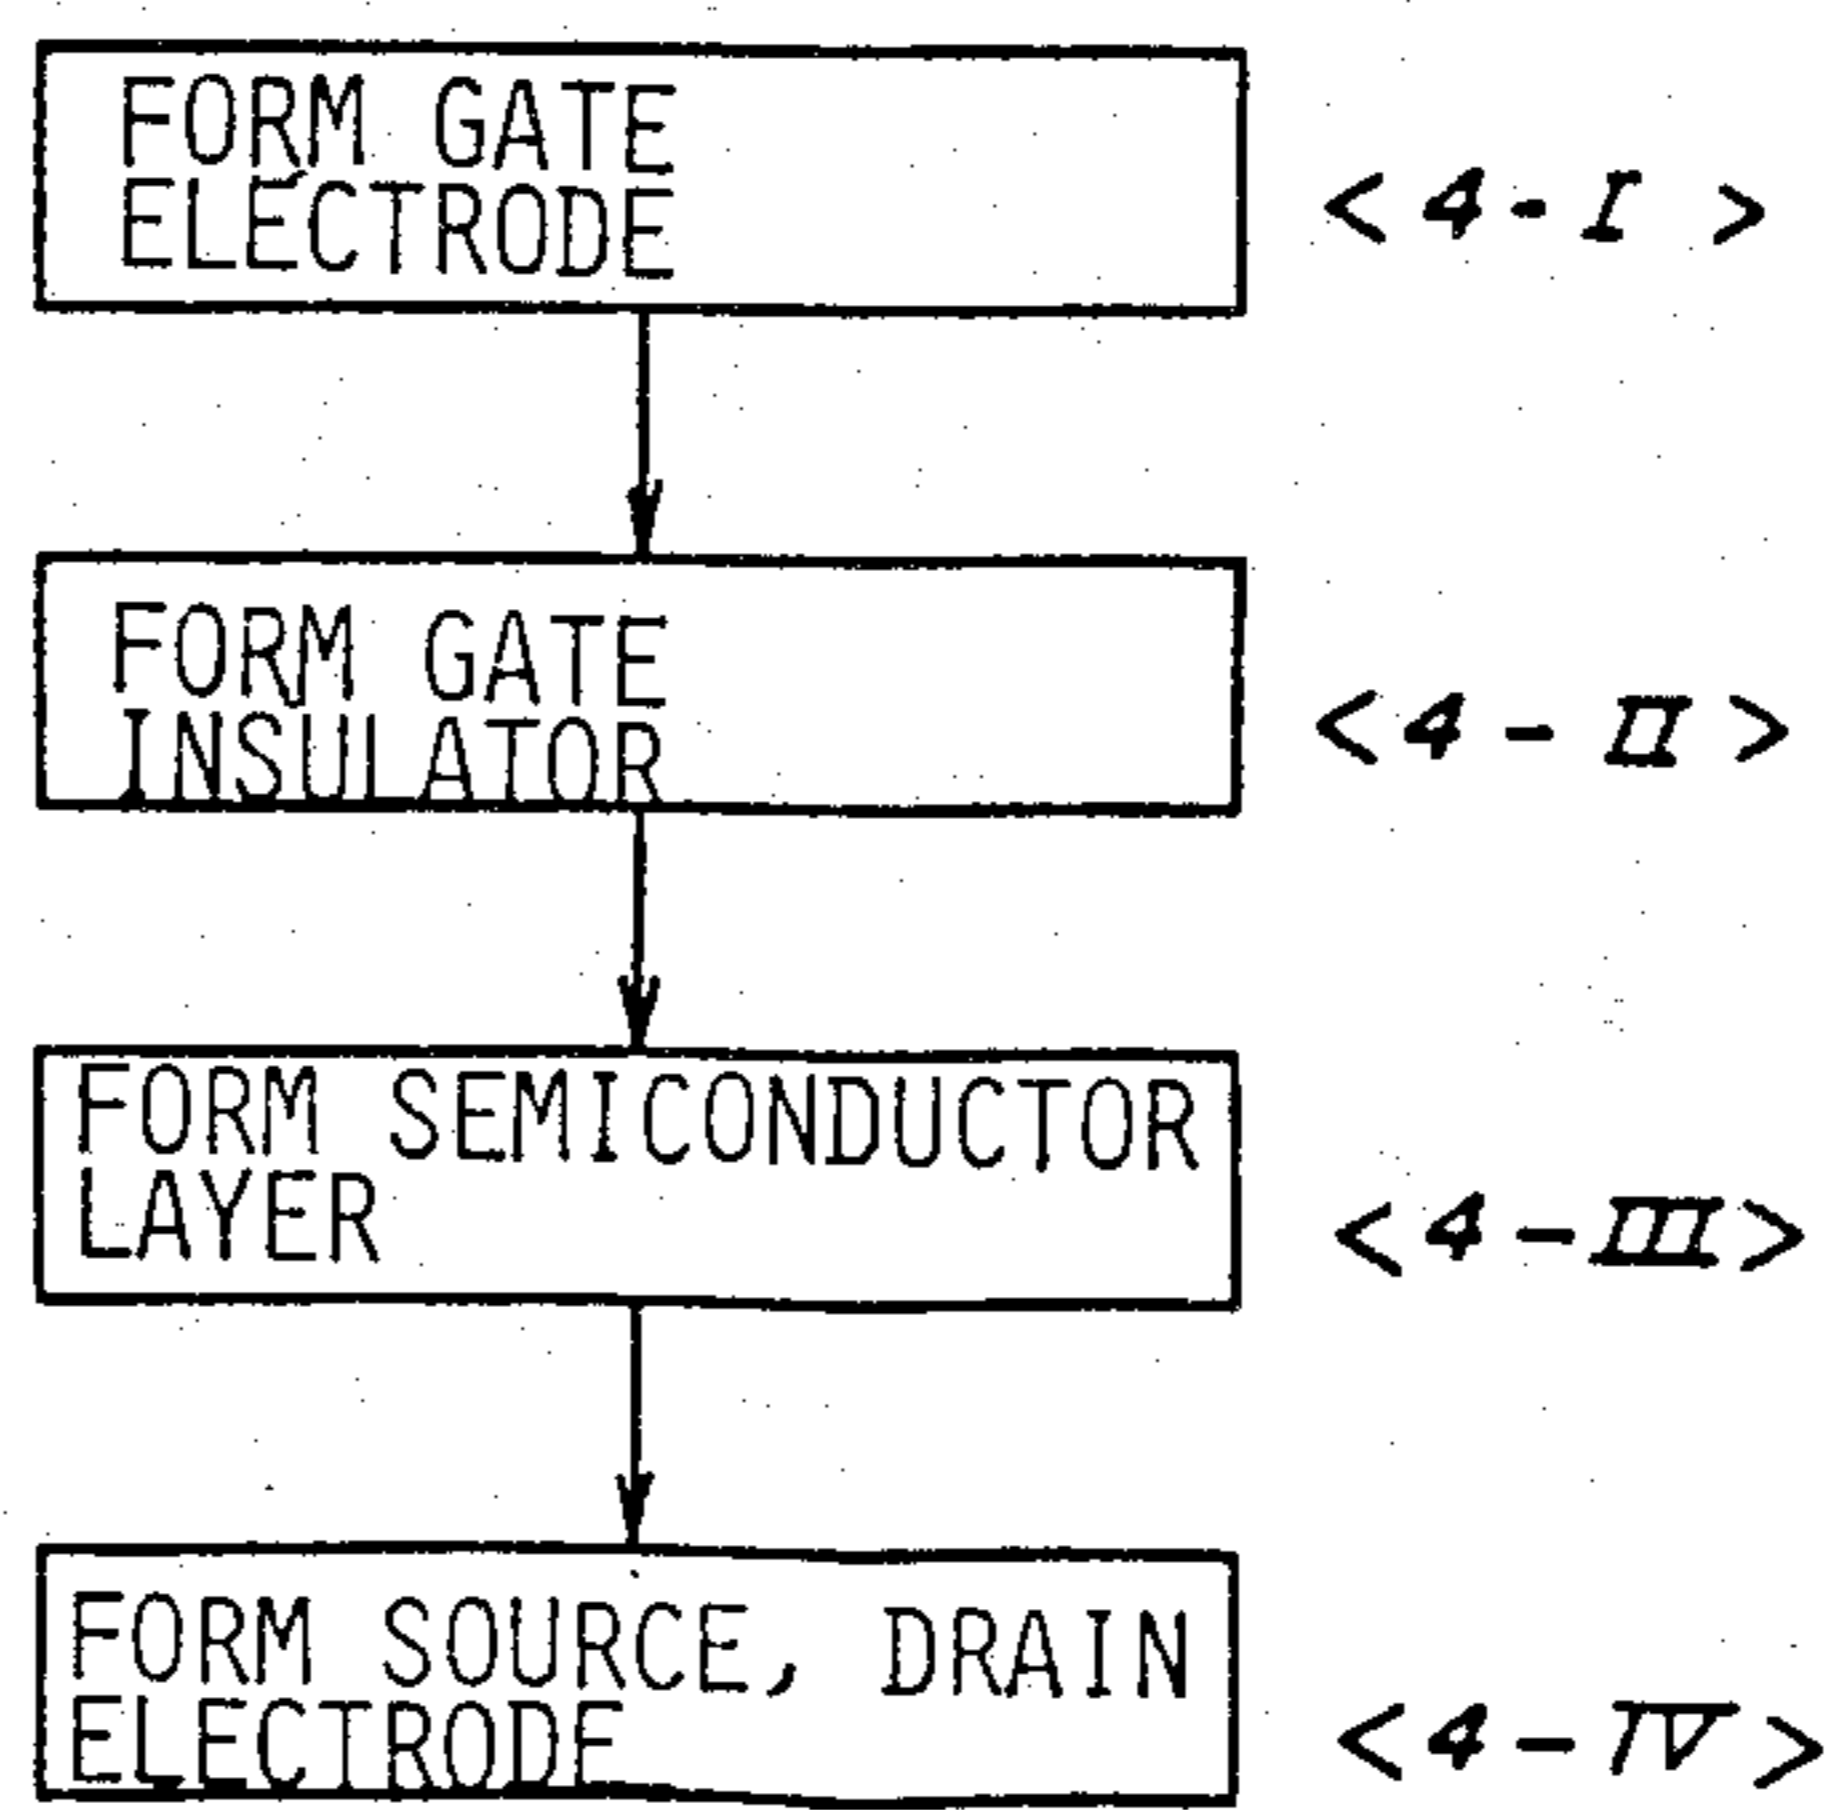 FORM GATE
ELECTRODE
<4-I>
FORM GATE
INSULATOR
<4-II>
FORM SEMICONDUCTOR
LAYER
<4-III>
FORM SOURCE, DRAIN
ELECTRODE
<4-IV>